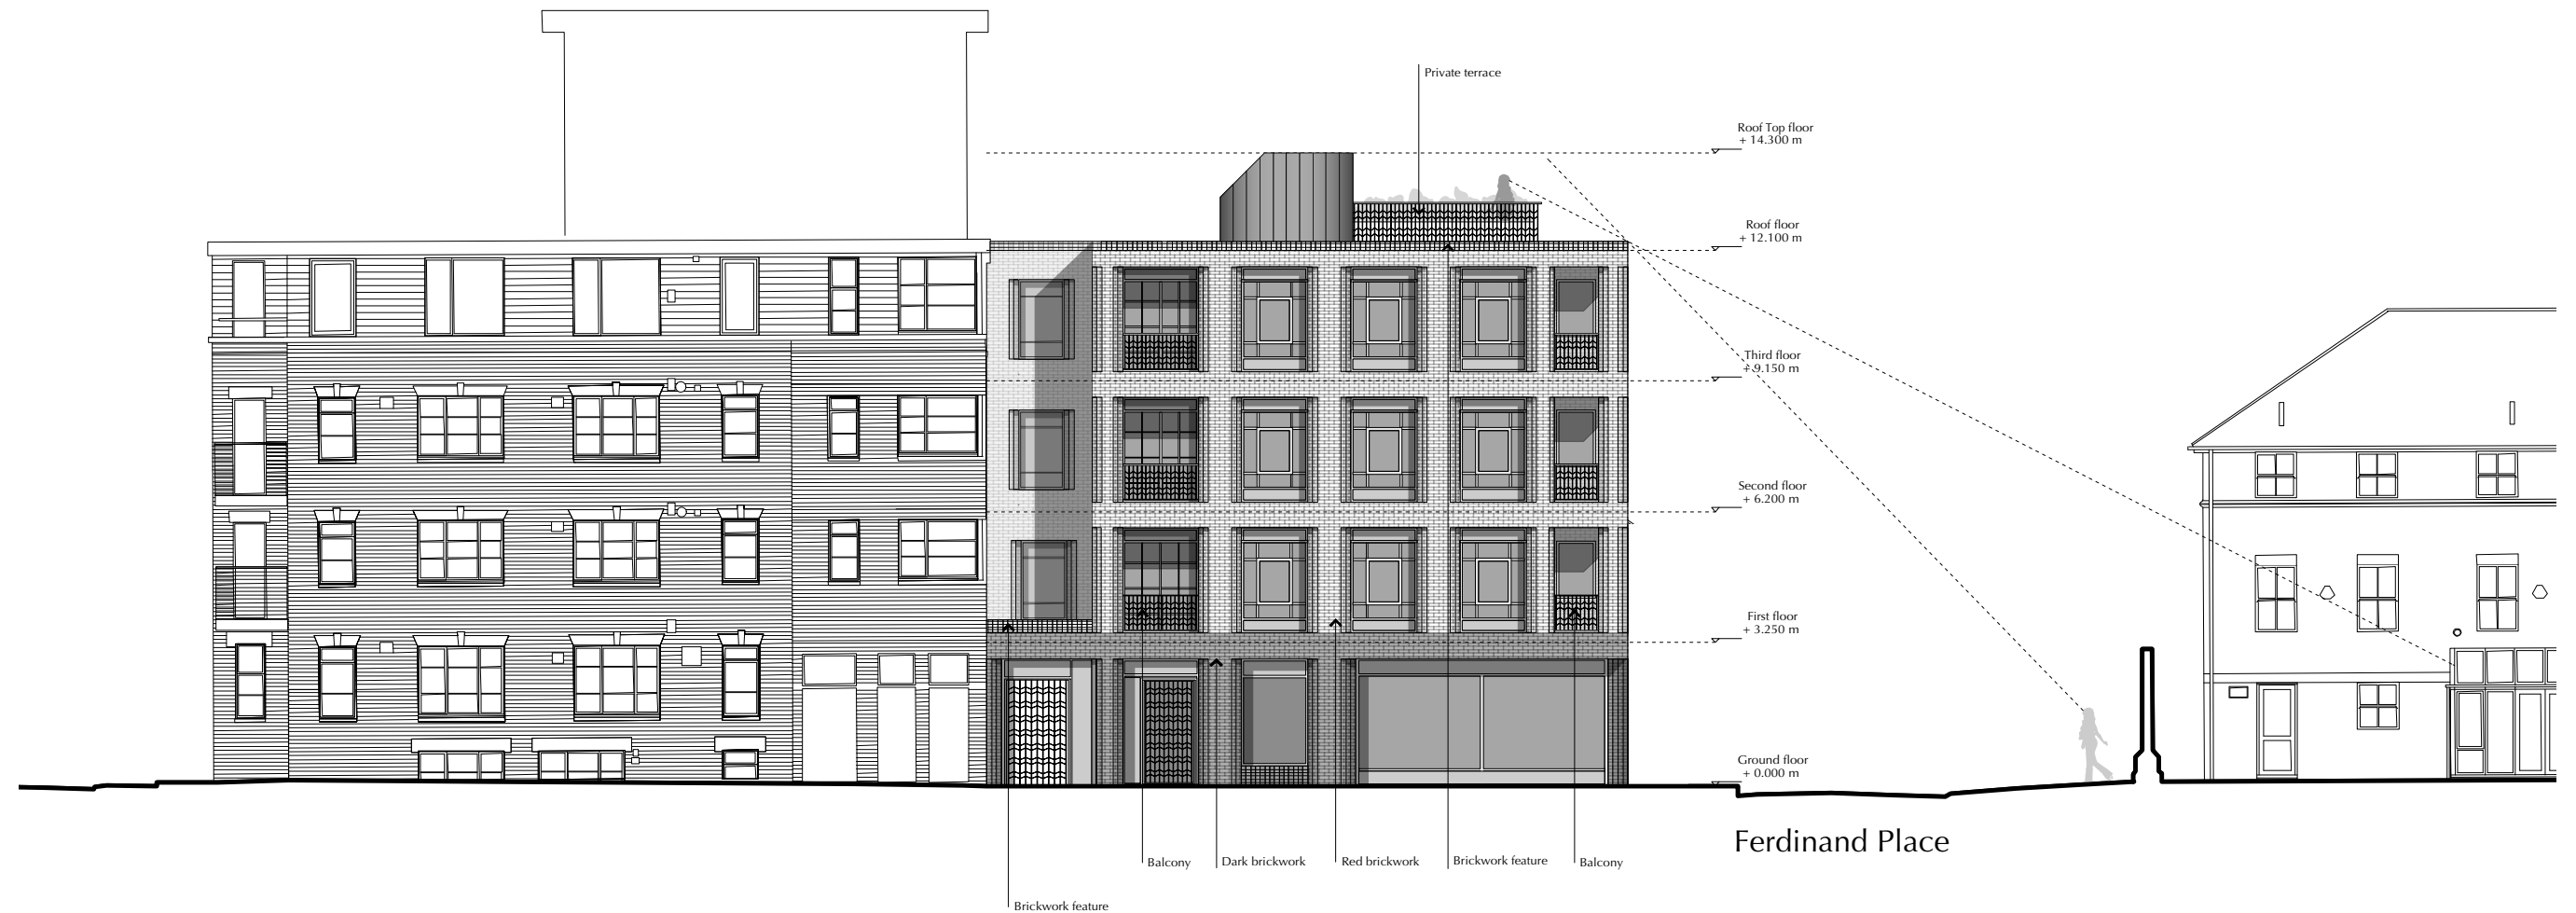 Private terrace
Roof Top floor
+ 14.300 m
Roof floor
+ 12.100 m
Third floor
+ 9.150 m
Second floor
+ 6.200 m
First floor
+ 3.250 m
Ground floor
+ 0.000 m
Ferdinand Place
Balcony
Dark brickwork
Red brickwork
Brickwork feature
Balcony
Brickwork feature